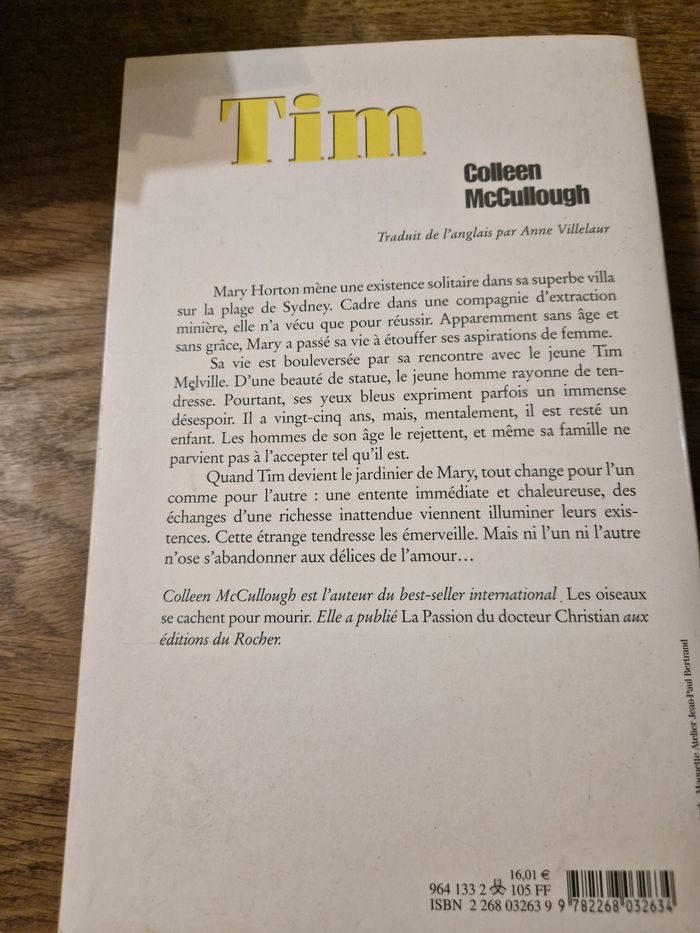 Tim
Colleen
McCullough
Traduit de l'anglais par Anne Villelaur
Mary Horton mène une existence solitaire dans sa superbe villa
sur la plage de Sydney. Cadre dans une compagnie d'extraction
minière, elle n'a vécu que pour réussir. Apparemment sans âge et
sans grâce, Mary a passé sa vie à étouffer ses aspirations de femme.
Sa vie est bouleversée par sa rencontre avec le jeune Tim
Melville. D'une beauté de statue, le jeune homme rayonne de ten-
dresse. Pourtant, ses yeux bleus expriment parfois un immense
désespoir. Il a vingt-cinq ans, mais, mentalement, il est resté un
enfant. Les hommes de son âge le rejettent, et même sa famille ne
parvient pas à l'accepter tel qu'il est.
Quand Tim devient le jardinier de Mary, tout change pour l'un
comme pour l'autre : une entente immédiate et chaleureuse, des
échanges d'une richesse inattendue viennent illuminer leurs exis-
tences. Cette étrange tendresse les émerveille. Mais ni l'un ni l'autre
n'ose s'abandonner aux délices de l'amour…
Colleen McCullough est l'auteur du best-seller international Les oiseaux
se cachent pour mourir. Elle a publié La Passion du docteur Christian aux
éditions du Rocher.
Maquette Atelier Jean-Paul Bertrand
16,01 €
964 133 2 105 FF
ISBN 2 268 03263 9 9 782268 032634